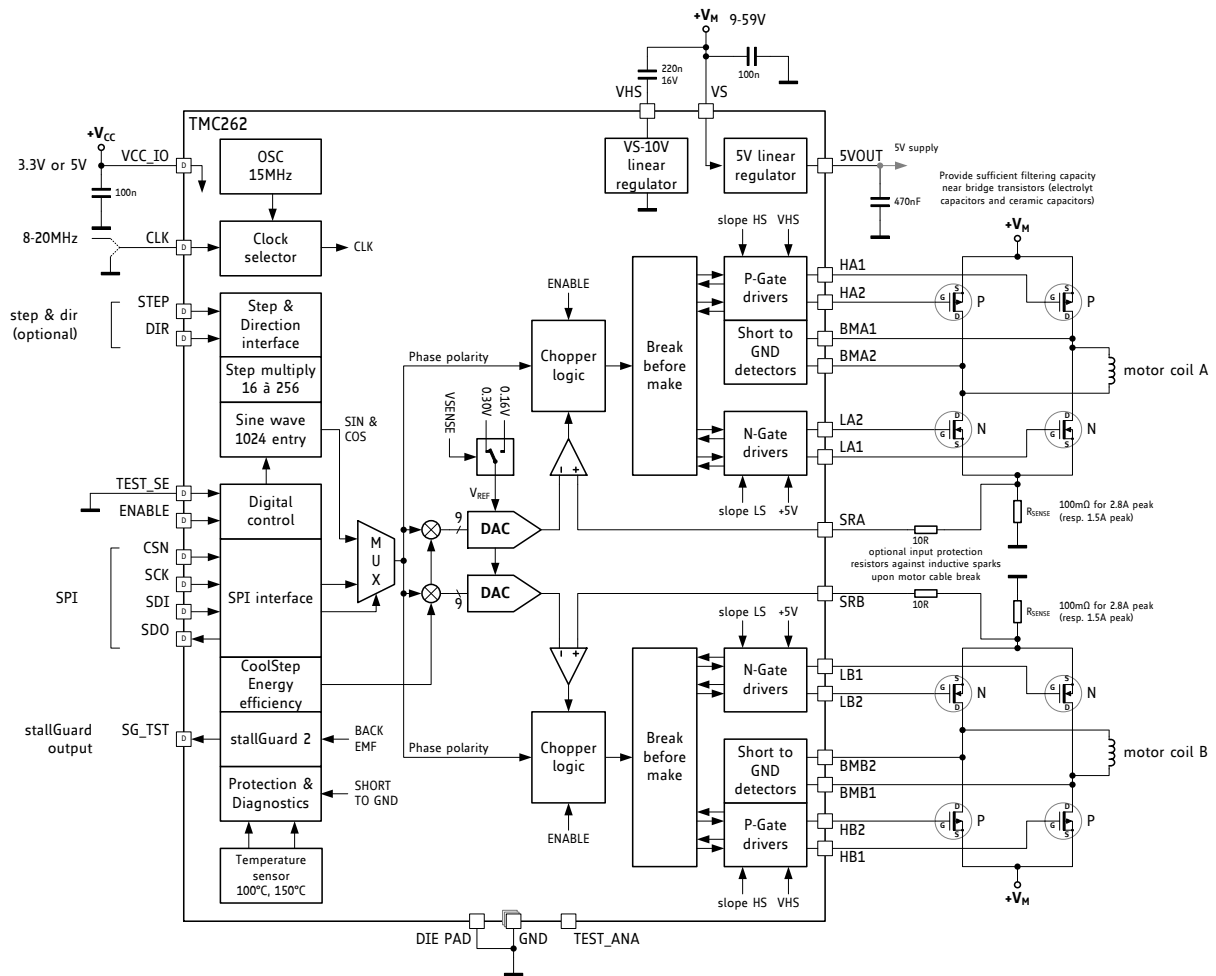 +VM
9-59V
220n
16V
100n
VHS
VS
TMC262
+VCC
3.3V or 5V
VCC_IO
D
100n
OSC
15MHz
VS-10V
linear
regulator
5V linear
regulator
5VOUT
5V supply
470nF
Provide sufficient filtering capacity
near bridge transistors (electrolyt
capacitors and ceramic capacitors)
+VM
8-20MHz
CLK
D
Clock
selector
CLK
slope HS
VHS
step & dir
(optional)
STEP
D
DIR
D
Step &
Direction
interface
Step multiply
16 à 256
Sine wave
1024 entry
SIN &
COS
Phase polarity
ENABLE
Chopper
logic
Break
before
make
P-Gate
drivers
Short to
GND
detectors
N-Gate
drivers
HA1
HA2
BMA1
BMA2
LA2
LA1
S
G
D
P
S
G
D
P
motor coil A
D
G
S
N
D
G
S
N
VSENSE
0.30V
0.16V
VREF
slope LS
+5V
TEST_SE
D
ENABLE
D
Digital
control
MUX
9
DAC
9
DAC
SRA
10R
RSENSE
100mΩ for 2.8A peak
(resp. 1.5A peak)
optional input protection
resistors against inductive sparks
upon motor cable break
SPI
CSN
D
SCK
D
SDI
D
SDO
D
SPI interface
SRB
10R
RSENSE
100mΩ for 2.8A peak
(resp. 1.5A peak)
slope LS
+5V
CoolStep
Energy
efficiency
N-Gate
drivers
LB1
LB2
S
G
D
N
S
G
D
N
stallGuard
output
SG_TST
D
stallGuard 2
BACK
EMF
Phase polarity
Chopper
logic
ENABLE
Break
before
make
Short to
GND
detectors
BMB2
BMB1
motor coil B
Protection &
Diagnostics
SHORT
TO GND
P-Gate
drivers
HB2
HB1
D
G
S
P
D
G
S
P
Temperature
sensor
100°C, 150°C
slope HS
VHS
+VM
DIE PAD
GND
TEST_ANA